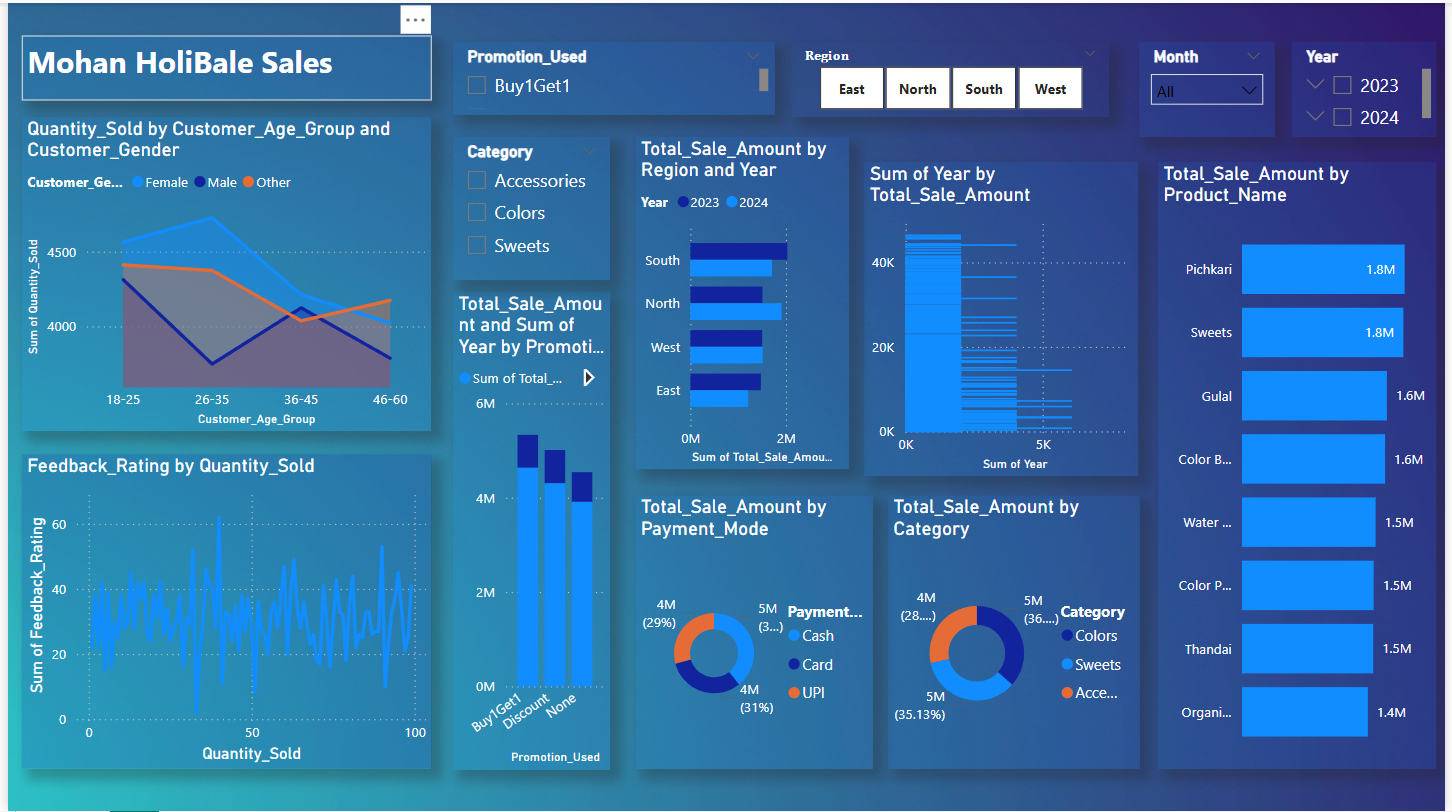 Mohan HoliBale Sales
Promotion_Used
Buy1Get1
Region
East
North
South
West
Month
All
Year
2023
2024
Quantity_Sold by Customer_Age_Group and
Customer_Gender
Customer_Ge...
Female
Male
Other
Sum of Quantity_Sold
4500
4000
18-25
26-35
36-45
46-60
Customer_Age_Group
Category
Accessories
Colors
Sweets
Total_Sale_Amount by
Region and Year
Year
2023
2024
South
North
West
East
0M
2M
Sum of Total_Sale_Amou...
Sum of Year by
Total_Sale_Amount
40K
20K
0K
0K
5K
Sum of Year
Total_Sale_Amount by
Product_Name
Pichkari
1.8M
Sweets
1.8M
Gulal
1.6M
Color B...
1.6M
Water ...
1.5M
Color P...
1.5M
Thandai
1.5M
Organi...
1.4M
Total_Sale_Amou
nt and Sum of
Year by Promoti...
Sum of Total_...
6M
4M
2M
0M
Buy1Get1
Discount
None
Promotion_Used
Feedback_Rating by Quantity_Sold
Sum of Feedback_Rating
60
40
20
0
0
50
100
Quantity_Sold
Total_Sale_Amount by
Payment_Mode
4M
(29%)
5M
(3...)
4M
(31%)
Payment...
Cash
Card
UPI
Total_Sale_Amount by
Category
4M
(28....)
5M
(36....)
5M
(35.13%)
Category
Colors
Sweets
Acce...